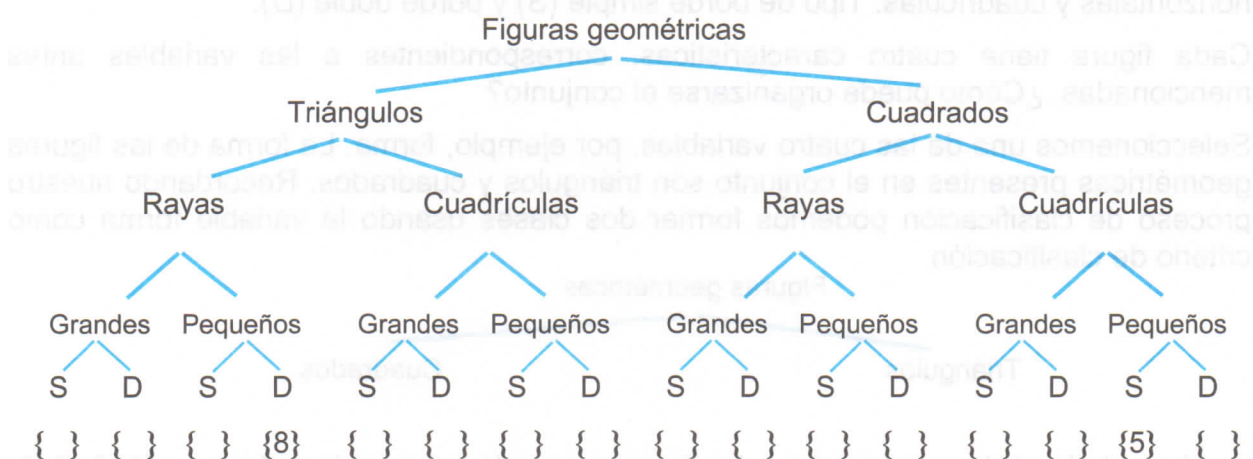 Figuras geométricas
Triángulos Cuadrados
Rayas Cuadrículas Rayas Cuadrículas
Grandes Pequeños Grandes Pequeños Grandes Pequeños Grandes Pequeños
S D S D S D S D S D S D S D S D
{ } { } { } {8} { } { } { } { } { } { } { } { } { } { } {5} { }